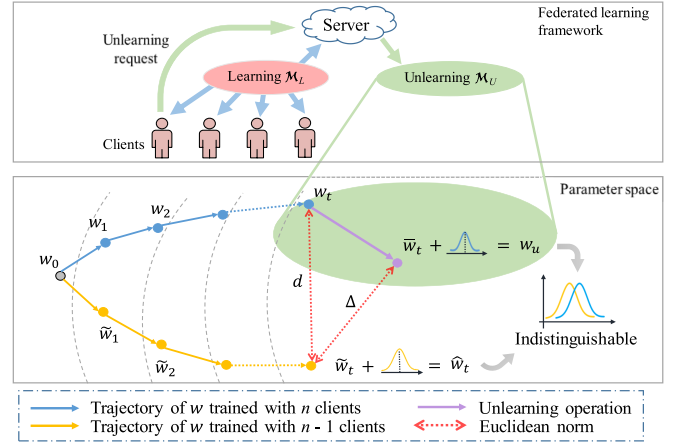 Federated learning
framework
Server
Unlearning
request
Learning 𝓜_L
Unlearning 𝓜_U
Clients
Parameter space
w_t
w_1
w_2
w_0
w̅_t + = w_u
d
Δ
w̃_1
w̃_2
w̃_t + = ŵ_t
Indistinguishable
Trajectory of w trained with n clients
Unlearning operation
Trajectory of w trained with n - 1 clients
Euclidean norm